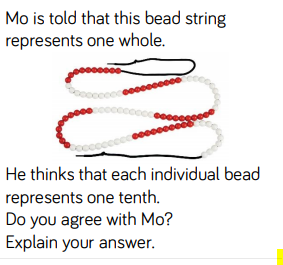 Mo is told that this bead string
represents one whole.
He thinks that each individual bead
represents one tenth.
Do you agree with Mo?
Explain your answer.